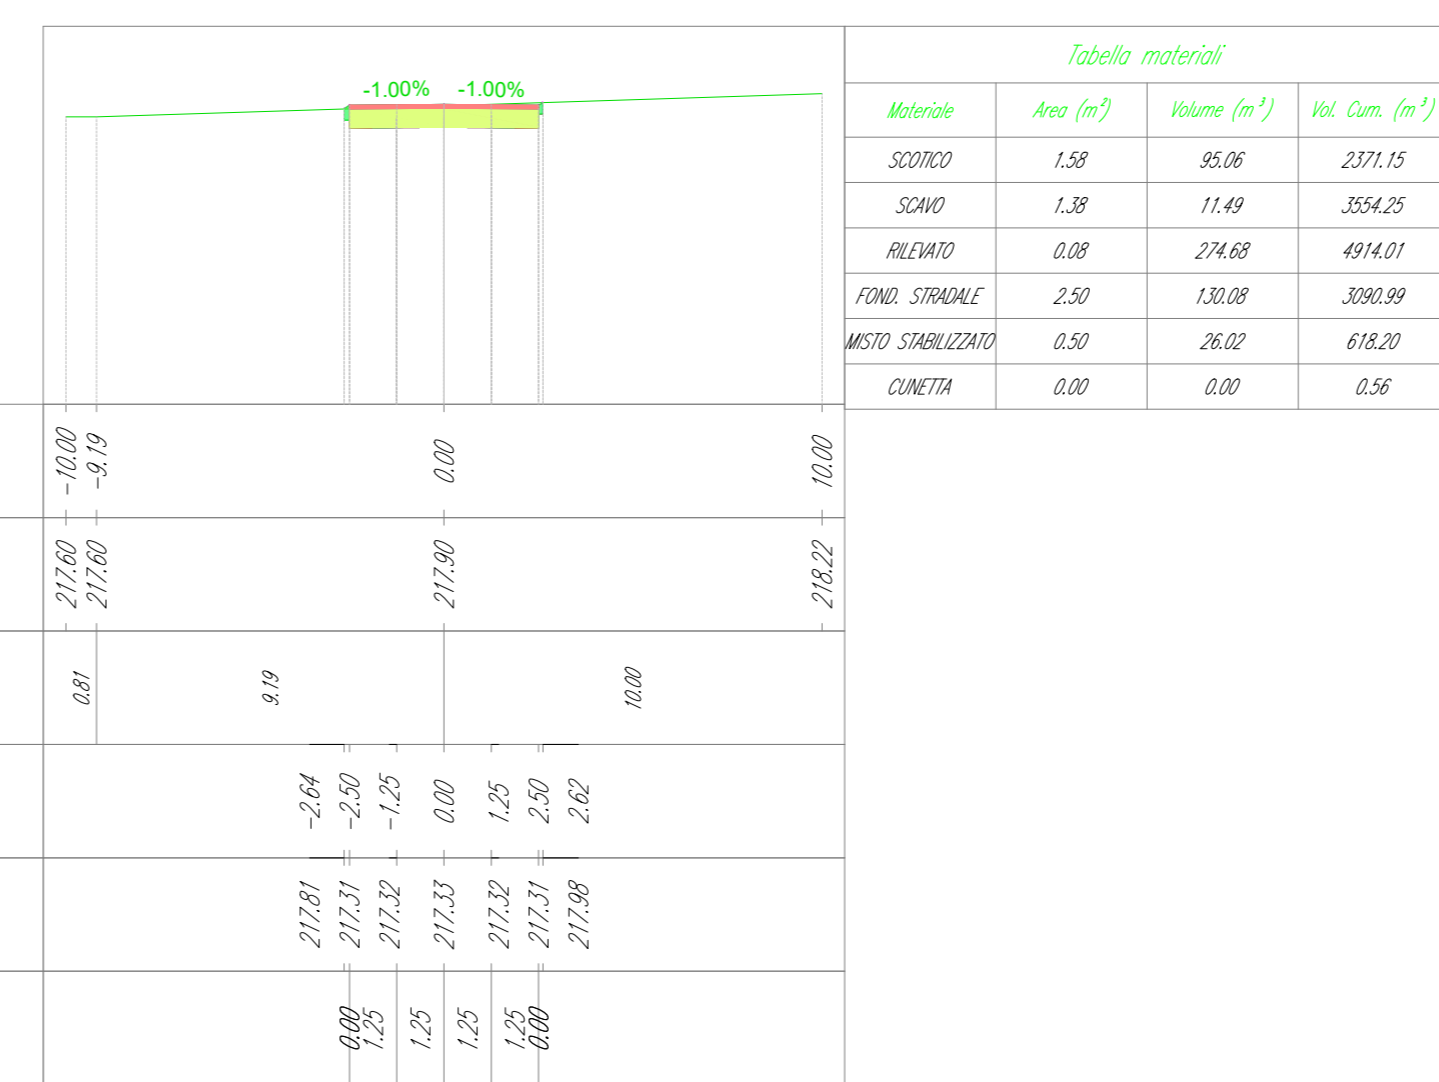 -1.00% -1.00%
Tabella materiali
Materiale Area (m²) Volume (m³) Vol. Cum. (m³)
SCOTICO 1.58 95.06 2371.15
SCAVO 1.38 11.49 3554.25
RILEVATO 0.08 274.68 4914.01
FOND. STRADALE 2.50 130.08 3090.99
MISTO STABILIZZATO 0.50 26.02 618.20
CUNETTA 0.00 0.00 0.56
-10.00 -9.19 0.00 10.00
217.60 217.60 217.90 218.22
0.81 9.19 10.00
-2.64 -2.50 -1.25 0.00 1.25 2.50 2.62
217.81 217.31 217.32 217.33 217.32 217.31 217.98
0.00 1.25 1.25 1.25 1.25 0.00